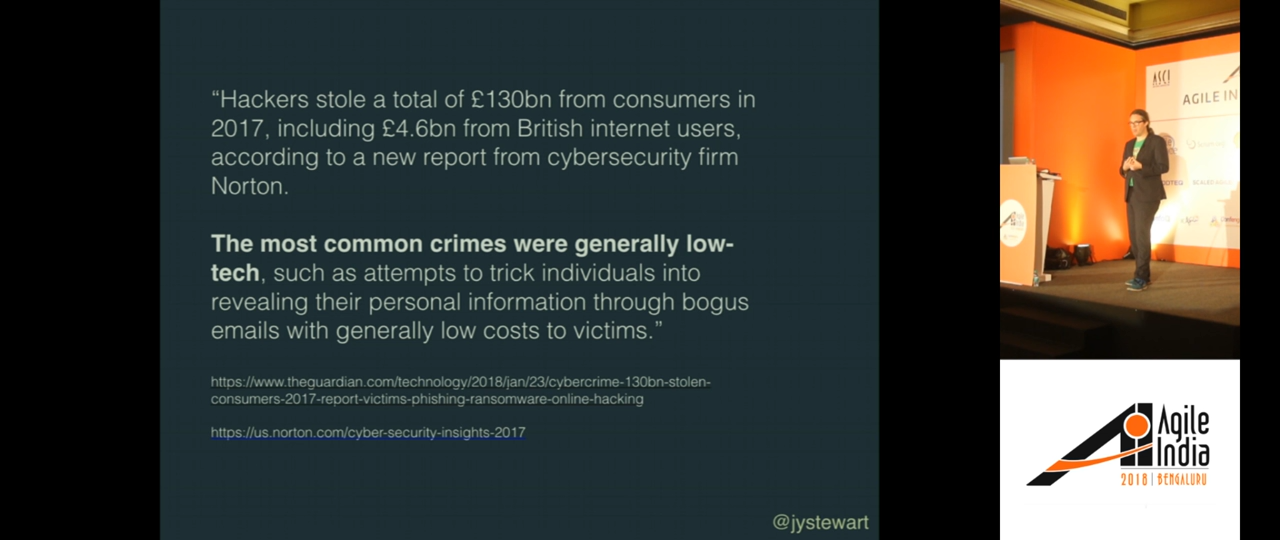 “Hackers stole a total of £130bn from consumers in
2017, including £4.6bn from British internet users,
according to a new report from cybersecurity firm
Norton.
The most common crimes were generally low-
tech, such as attempts to trick individuals into
revealing their personal information through bogus
emails with generally low costs to victims.”
https://www.theguardian.com/technology/2018/jan/23/cybercrime-130bn-stolen-
consumers-2017-report-victims-phishing-ransomware-online-hacking
https://us.norton.com/cyber-security-insights-2017
@jystewart
ASCI
AGILE IN
Agile
India
2018 | BENGALURU